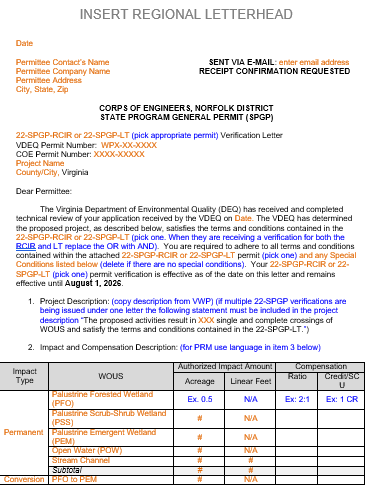 INSERT REGIONAL LETTERHEAD
Date
Permittee Contact's Name
Permittee Company Name
Permittee Address
City, State, Zip
SENT VIA E-MAIL: enter email address
RECEIPT CONFIRMATION REQUESTED
CORPS OF ENGINEERS, NORFOLK DISTRICT
STATE PROGRAM GENERAL PERMIT (SPGP)
22-SPGP-RCIR or 22-SPGP-LT (pick appropriate permit) Verification Letter
VDEQ Permit Number: WPX-XX-XXXX
COE Permit Number: XXXX-XXXXX
Project Name
County/City, Virginia
Dear Permittee:
The Virginia Department of Environmental Quality (DEQ) has received and completed
technical review of your application received by the VDEQ on Date. The VDEQ has determined
the proposed project, as described below, satisfies the terms and conditions contained in the
22-SPGP-RCIR or 22-SPGP-LT (pick one. When they are receiving a verification for both the
RCIR and LT replace the OR with AND). You are required to adhere to all terms and conditions
contained within the attached 22-SPGP-RCIR or 22-SPGP-LT permit (pick one) and any Special
Conditions listed below (delete if there are no special conditions). Your 22-SPGP-RCIR or 22-
SPGP-LT (pick one) permit verification is effective as of the date on this letter and remains
effective until August 1, 2026.
1. Project Description: (copy description from VWP) (if multiple 22-SPGP verifications are
being issued under one letter the following statement must be included in the project
description "The proposed activities result in XXX single and complete crossings of
WOUS and satisfy the terms and conditions contained in the 22-SPGP-LT.")
2. Impact and Compensation Description: (for PRM use language in item 3 below)
Impact Type WOUS Authorized Impact Amount Compensation
Acreage Linear Feet Ratio Credit/SCU
Permanent
Palustrine Forested Wetland (PFO) Ex. 0.5 N/A Ex: 2:1 Ex: 1 CR
Palustrine Scrub-Shrub Wetland (PSS) # N/A
Palustrine Emergent Wetland (PEM) # N/A
Open Water (POW) # N/A
Stream Channel # #
Subtotal # #
Conversion PFO to PEM # N/A